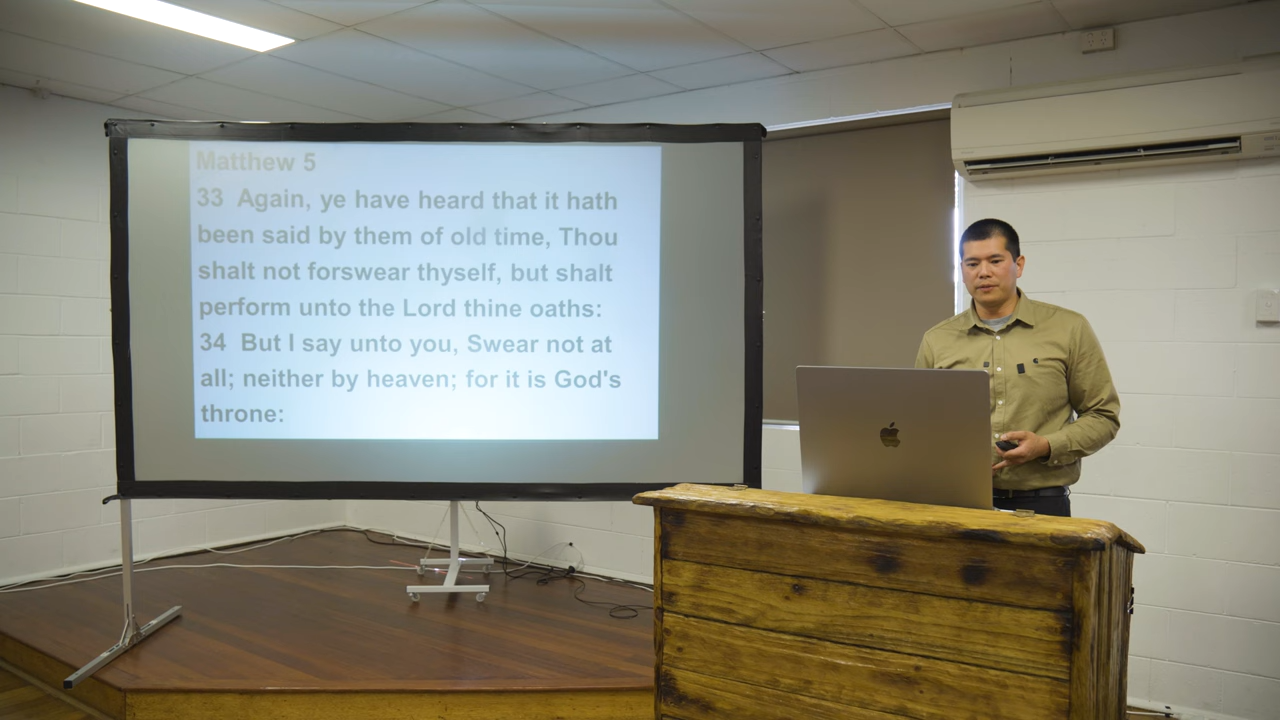 Matthew 5
33 Again, ye have heard that it hath
been said by them of old time, Thou
shalt not forswear thyself, but shalt
perform unto the Lord thine oaths:
34 But I say unto you, Swear not at
all; neither by heaven; for it is God's
throne: